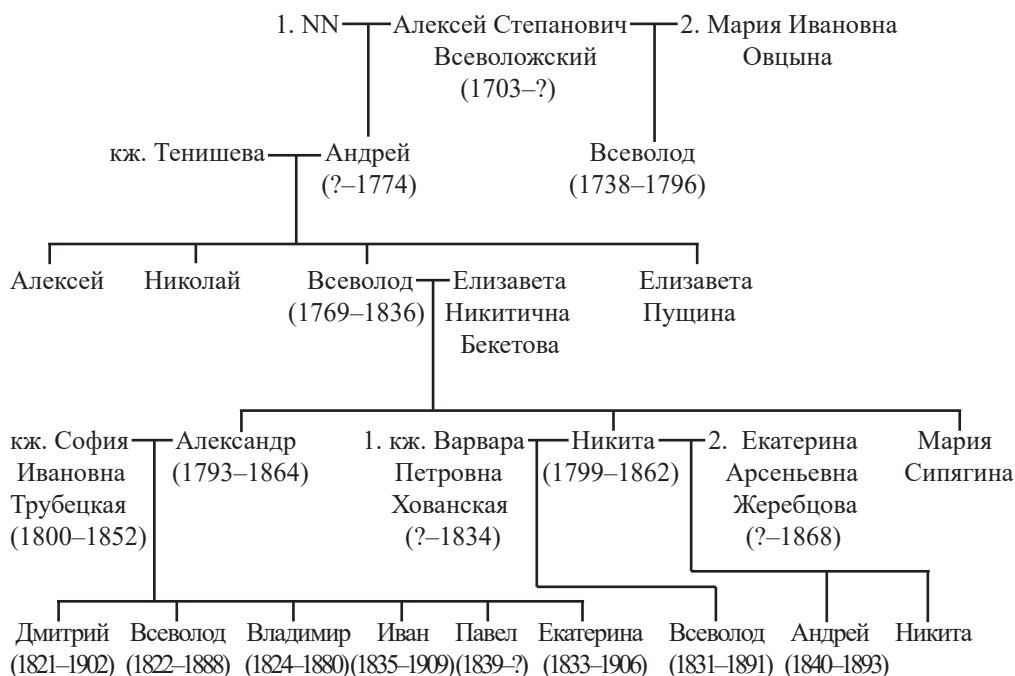 1. NN Алексей Степанович 2. Мария Ивановна
Всеволожский Овцына
(1703–?)
кж. Тенишева Андрей Всеволод
(?–1774) (1738–1796)
Алексей Николай Всеволод Елизавета Елизавета
(1769–1836) Никитична Пущина
Бекетова
кж. София Александр 1. кж. Варвара Никита 2. Екатерина Мария
Ивановна (1793–1864) Петровна (1799–1862) Арсеньевна Сипягина
Трубецкая Хованская Жеребцова
(1800–1852) (?–1834) (?–1868)
Дмитрий Всеволод Владимир Иван Павел Екатерина Всеволод Андрей Никита
(1821–1902) (1822–1888) (1824–1880) (1835–1909) (1839–?) (1833–1906) (1831–1891) (1840–1893)